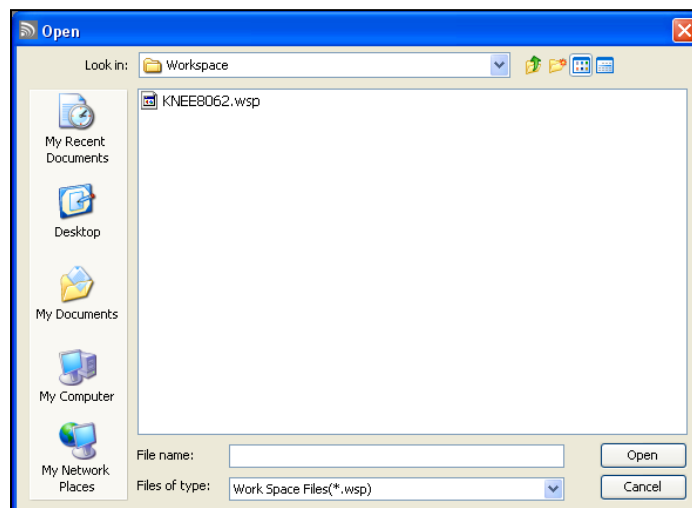 Open
Look in: Workspace
KNEE8062.wsp
My Recent
Documents
Desktop
My Documents
My Computer
My Network
Places
File name:
Open
Files of type: Work Space Files(*.wsp)
Cancel